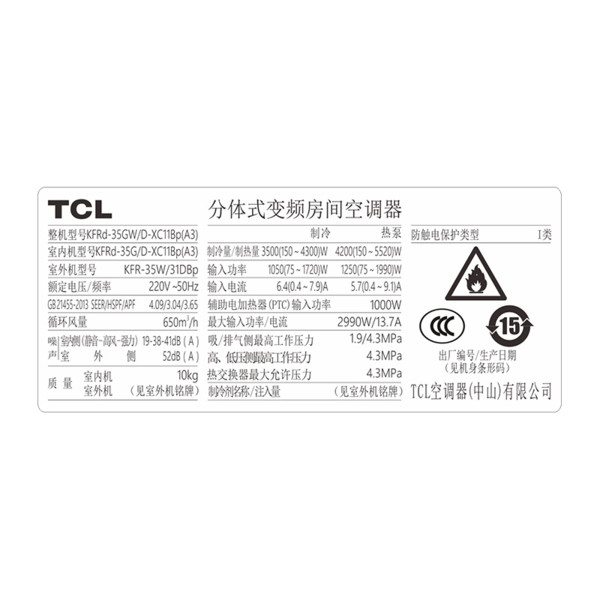 TCL
分体式变频房间空调器
整机型号KFRd-35GW/D-XC11Bp(A3)
室内机型号KFRd-35G/D-XC11Bp(A3)
室外机型号 KFR-35W/31DBp
额定电压/频率 220V ~50Hz
GB 21455-2013 SEER/HSPF/APF 4.09/3.04/3.65
循环风量 650m³/h
噪声 室内侧(静音-高风-强力) 19-38-41dB(A)
室外侧 52dB(A)
质量 室内机 10kg
室外机 (见室外机铭牌)
制冷 热泵
制冷量/制热量 3500(150~4300)W 4200(150~5520)W
输入功率 1050(75~1720)W 1250(75~1990)W
输入电流 6.4(0.4~7.9)A 5.7(0.4~9.1)A
辅助电加热器(PTC)输入功率 1000W
最大输入功率/电流 2990W/13.7A
吸/排气侧最高工作压力 1.9/4.3MPa
高、低压侧最高工作压力 4.3MPa
热交换器最大允许压力 4.3MPa
制冷剂名称/注入量 (见室外机铭牌)
防触电保护类型 I类
CCC
15
出厂编号/生产日期
(见机身条形码)
TCL空调器(中山)有限公司